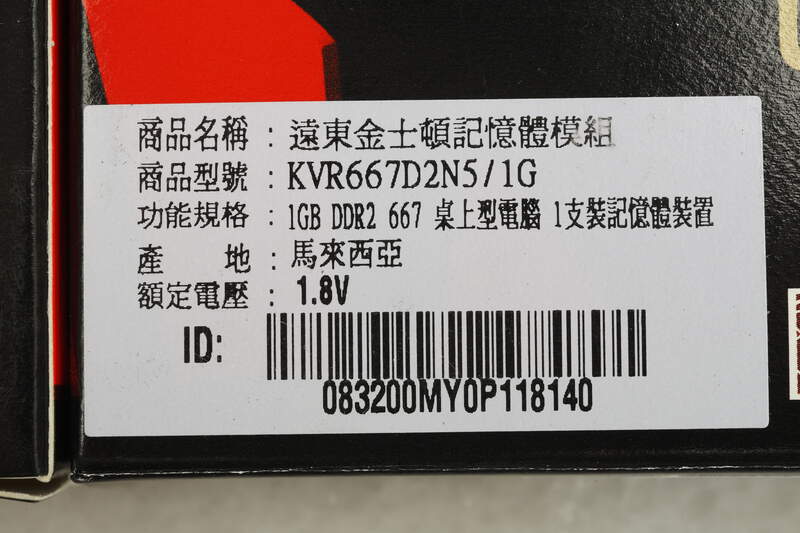 商品名稱：遠東金士頓記憶體模組
商品型號：KVR667D2N5/1G
功能規格：1GB DDR2 667 桌上型電腦 1支裝記憶體裝置
產　　地：馬來西亞
額定電壓：1.8V
ID:
083200MY0P118140